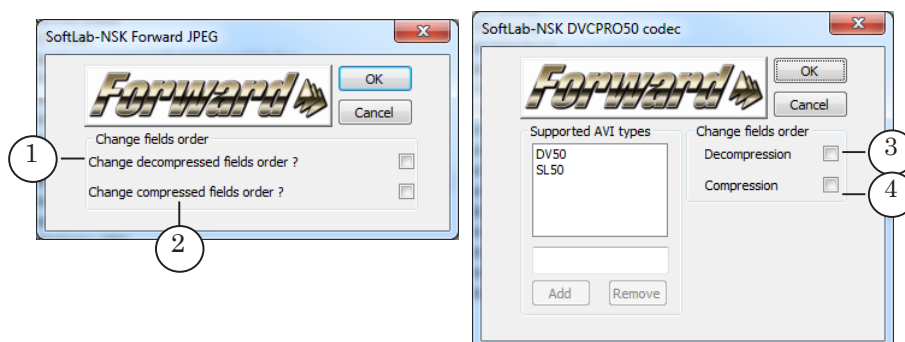 SoftLab-NSK Forward JPEG
Forward
OK
Cancel
Change fields order
Change decompressed fields order ?
Change compressed fields order ?
1
2
SoftLab-NSK DVCPRO50 codec
Forward
OK
Cancel
Supported AVI types
DV50
SL50
Add
Remove
Change fields order
Decompression
Compression
3
4